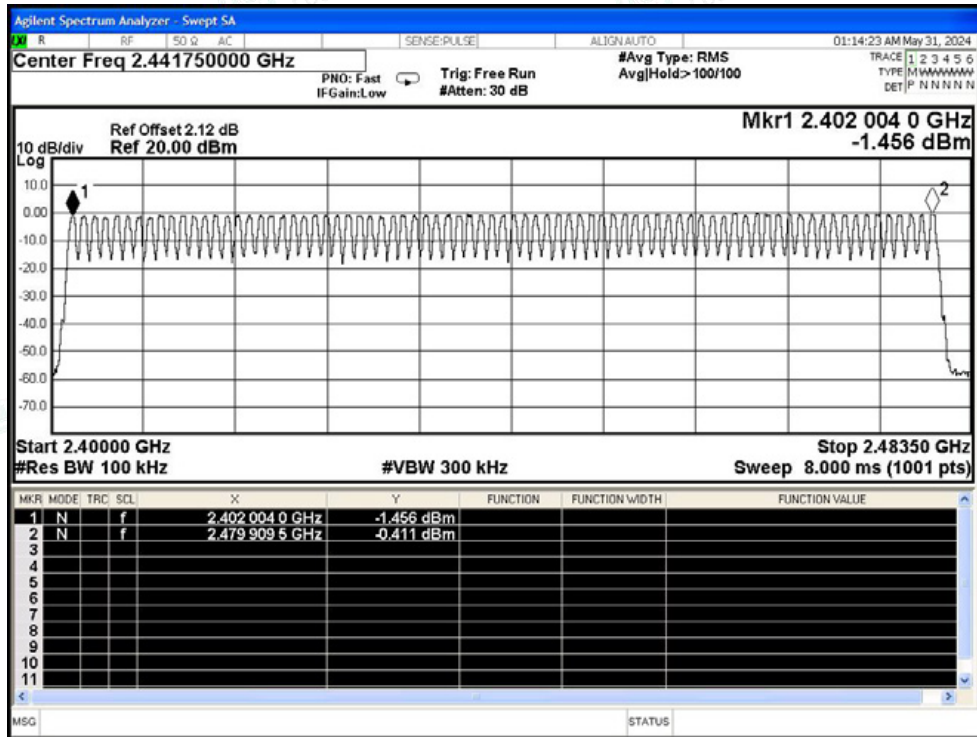 Agilent Spectrum Analyzer - Swept SA
R RF 50 Ω AC SENSE:PULSE ALIGN AUTO 01:14:23 AM May 31, 2024
Center Freq 2.441750000 GHz #Avg Type: RMS TRACE 1 2 3 4 5 6
PNO: Fast Trig: Free Run Avg|Hold:>100/100 TYPE M
IFGain:Low #Atten: 30 dB DET P N N N N N
Mkr1 2.402 004 0 GHz
Ref Offset 2.12 dB
-1.456 dBm
10 dB/div Ref 20.00 dBm
Log
10.0
1
2
0.00
-10.0
-20.0
-30.0
-40.0
-50.0
-60.0
-70.0
Start 2.40000 GHz Stop 2.48350 GHz
#Res BW 100 kHz #VBW 300 kHz Sweep 8.000 ms (1001 pts)
MKR MODE TRC SCL X Y FUNCTION FUNCTION WIDTH FUNCTION VALUE
1 N f 2.402 004 0 GHz -1.456 dBm
2 N f 2.479 909 5 GHz -0.411 dBm
3
4
5
6
7
8
9
10
11
MSG STATUS